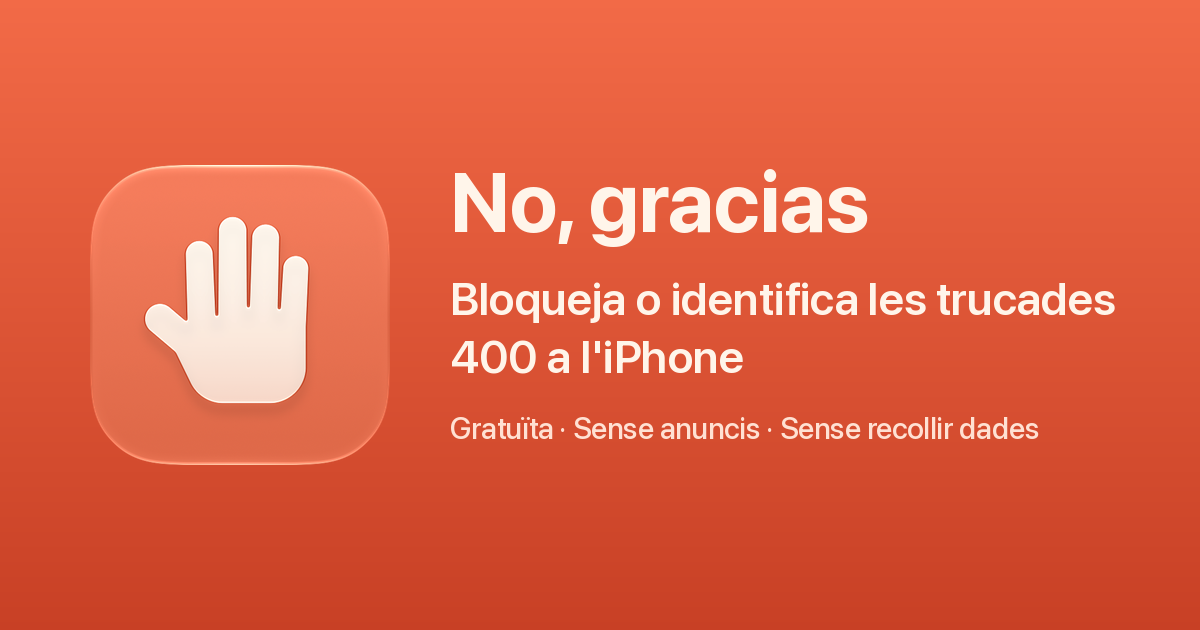 No, gracias
Bloqueja o identifica les trucades
400 a l'iPhone
Gratuïta · Sense anuncis · Sense recollir dades